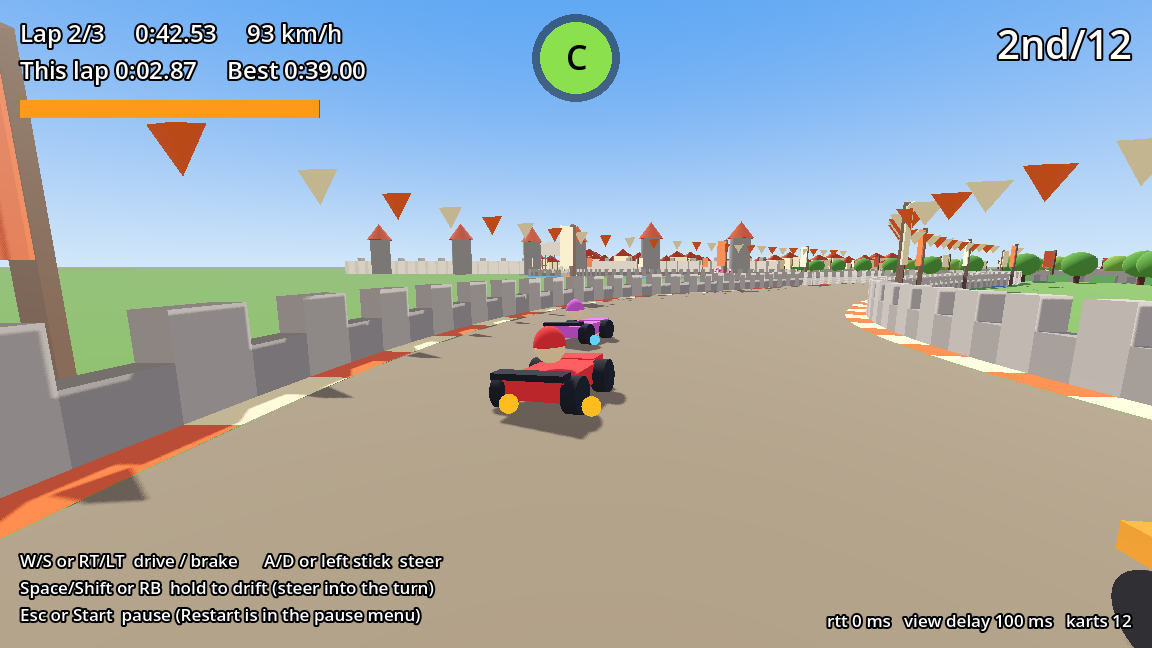 Lap 2/3 0:42.53 93 km/h
This lap 0:02.87 Best 0:39.00
C
2nd/12
W/S or RT/LT drive / brake A/D or left stick steer
Space/Shift or RB hold to drift (steer into the turn)
Esc or Start pause (Restart is in the pause menu)
rtt 0 ms view delay 100 ms karts 12